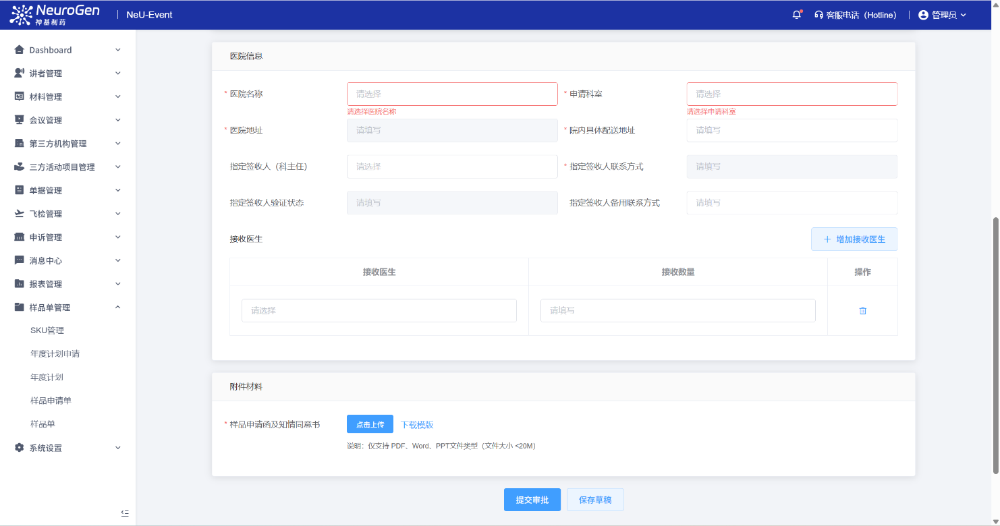 NeuroGen
神基制药
NeU-Event
客服电话（Hotline）
管理员
Dashboard
讲者管理
材料管理
会议管理
第三方机构管理
三方活动项目管理
单据管理
飞检管理
申诉管理
消息中心
报表管理
样品单管理
SKU管理
年度计划申请
年度计划
样品申请单
样品单
系统设置
医院信息
* 医院名称 请选择 * 申请科室 请选择
请选择医院名称 请选择申请科室
* 医院地址 请填写 * 院内具体配送地址 请填写
指定签收人（科主任） 请选择 * 指定签收人联系方式 请填写
指定签收人验证状态 请填写 指定签收人备用联系方式 请填写
接收医生 + 增加接收医生
接收医生 接收数量 操作
请选择 请填写
附件材料
* 样品申请函及知情同意书 点击上传 下载模版
说明：仅支持 PDF、Word、PPT文件类型（文件大小 <20M）
提交审批 保存草稿